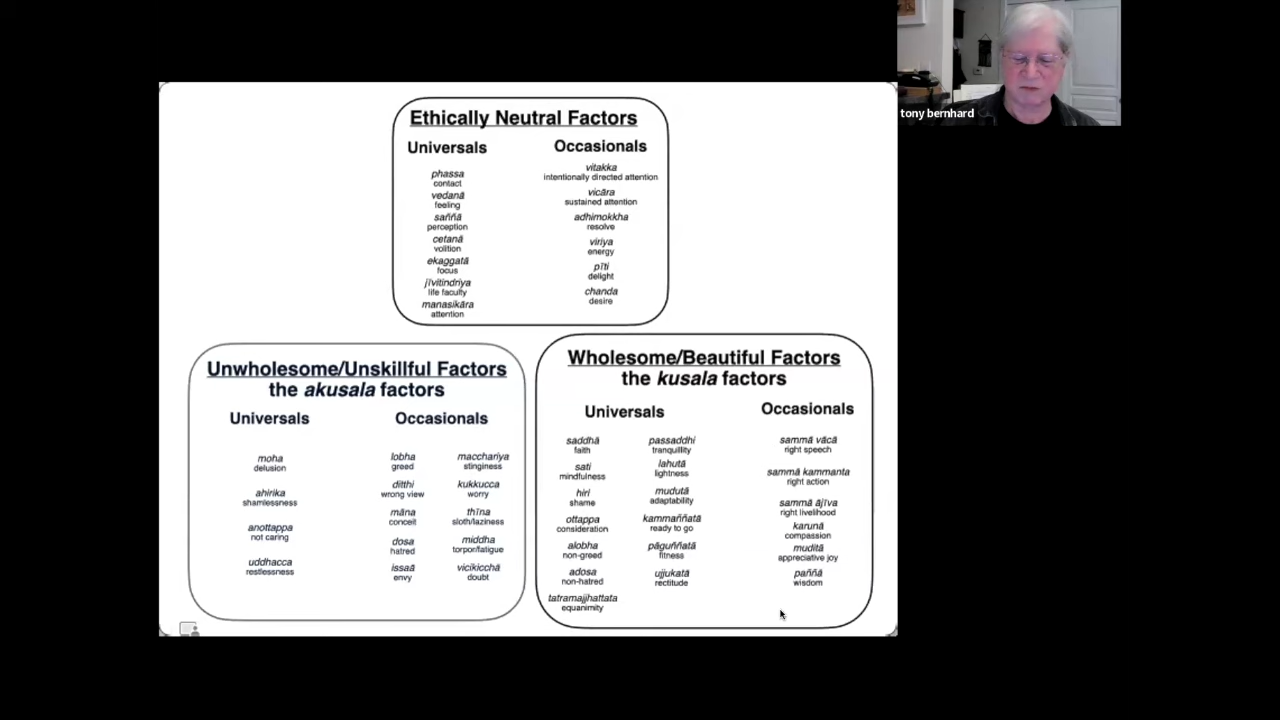 tony bernhard
Ethically Neutral Factors
Universals
phassa
contact
vedanā
feeling
saññā
perception
cetanā
volition
ekaggatā
focus
jīvitindriya
life faculty
manasikāra
attention
Occasionals
vitakka
intentionally directed attention
vicāra
sustained attention
adhimokkha
resolve
viriya
energy
pīti
delight
chanda
desire
Unwholesome/Unskillful Factors
the akusala factors
Universals
moha
delusion
ahirika
shamlessness
anottappa
not caring
uddhacca
restlessness
Occasionals
lobha
greed
ditthi
wrong view
māna
conceit
dosa
hatred
issaā
envy
macchariya
stinginess
kukkucca
worry
thīna
sloth/laziness
middha
torpor/fatigue
vicikicchā
doubt
Wholesome/Beautiful Factors
the kusala factors
Universals
saddhā
faith
sati
mindfulness
hiri
shame
ottappa
consideration
alobha
non-greed
adosa
non-hatred
tatramajjhattata
equanimity
passaddhi
tranquillity
lahutā
lightness
mudutā
adaptability
kammaññatā
ready to go
pāguññatā
fitness
ujjukatā
rectitude
Occasionals
sammā vācā
right speech
sammā kammanta
right action
sammā ājīva
right livelihood
karunā
compassion
muditā
appreciative joy
paññā
wisdom